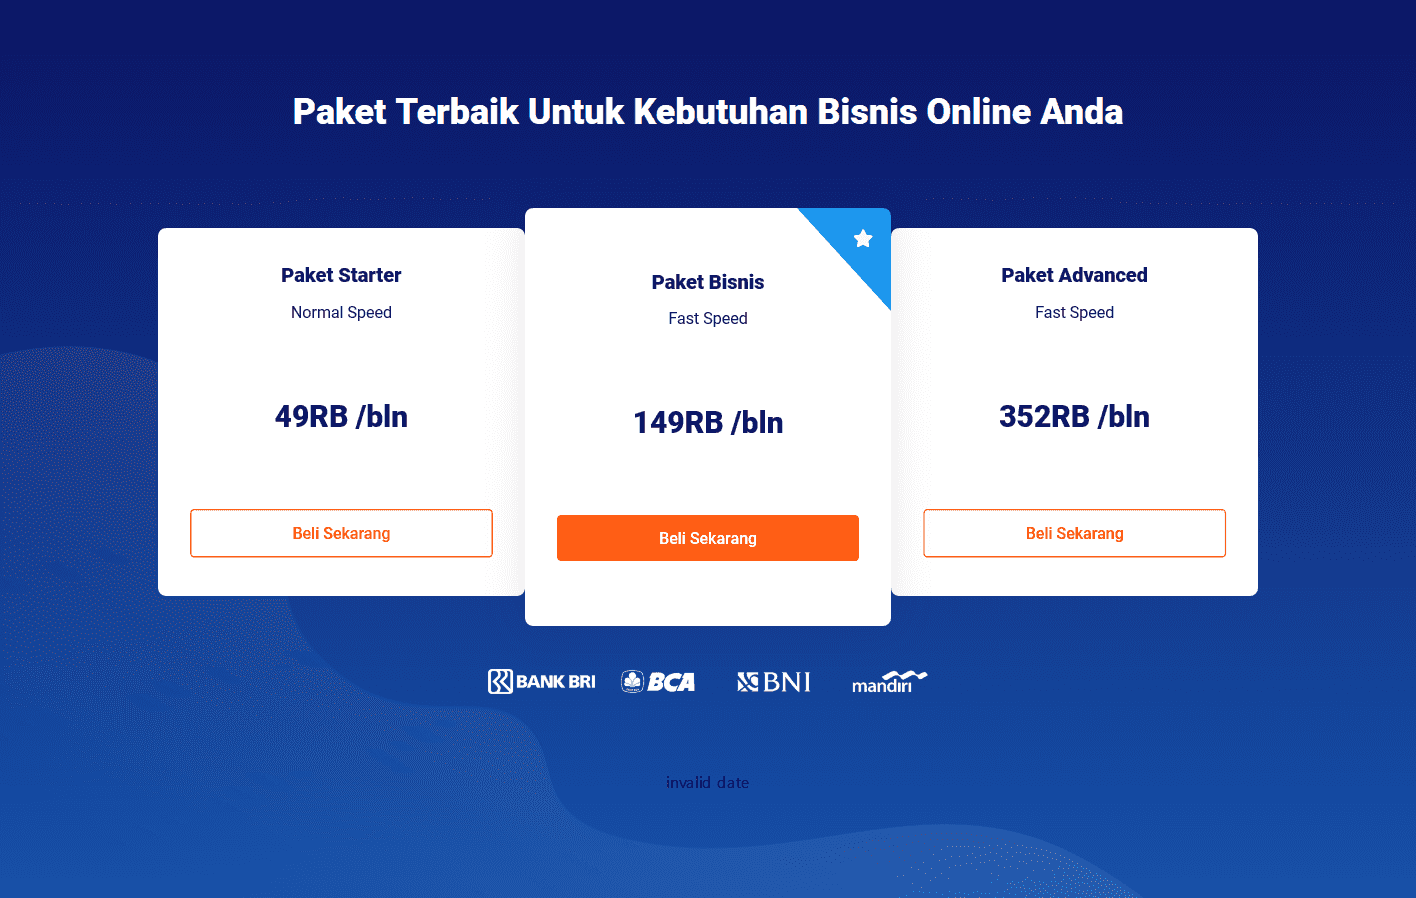 Paket Terbaik Untuk Kebutuhan Bisnis Online Anda
Paket Starter
Normal Speed
49RB /bln
Beli Sekarang
Paket Bisnis
Fast Speed
149RB /bln
Beli Sekarang
Paket Advanced
Fast Speed
352RB /bln
Beli Sekarang
BANK BRI BCA BNI mandiri
invalid date